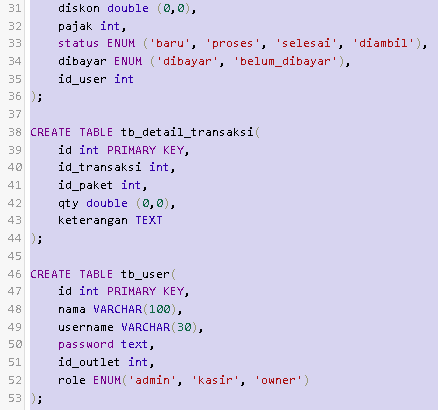 31 diskon double (0,0),
32 pajak int,
33 status ENUM ('baru', 'proses', 'selesai', 'diambil'),
34 dibayar ENUM ('dibayar', 'belum_dibayar'),
35 id_user int
36 );
37
38 CREATE TABLE tb_detail_transaksi(
39 id int PRIMARY KEY,
40 id_transaksi int,
41 id_paket int,
42 qty double (0,0),
43 keterangan TEXT
44 );
45
46 CREATE TABLE tb_user(
47 id int PRIMARY KEY,
48 nama VARCHAR(100),
49 username VARCHAR(30),
50 password text,
51 id_outlet int,
52 role ENUM('admin', 'kasir', 'owner')
53 );